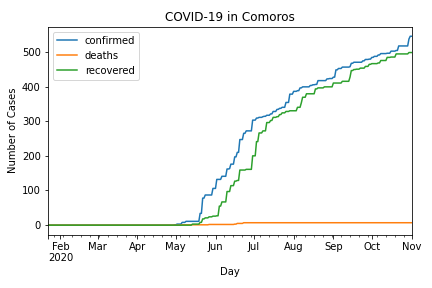 COVID-19 in Comoros
confirmed
deaths
recovered
Number of Cases
500
400
300
200
100
0
Feb Mar Apr May Jun Jul Aug Sep Oct Nov
2020
Day